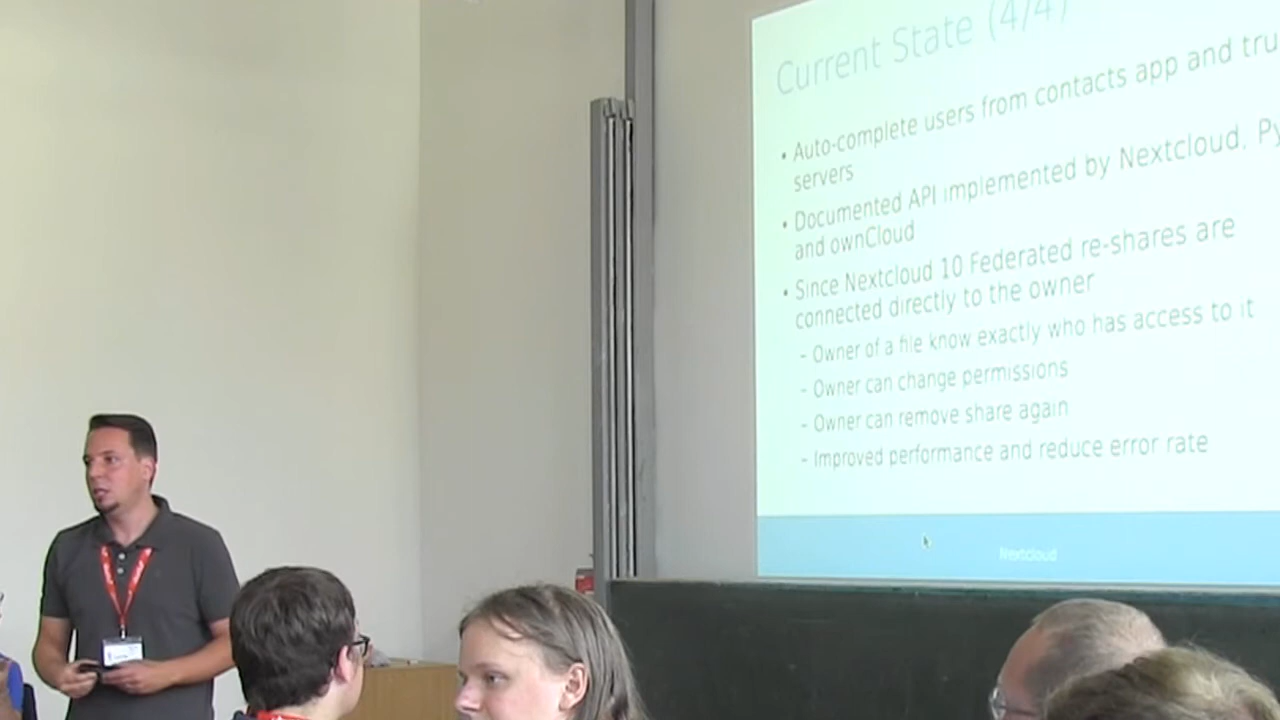 Current State (4/4)
• Auto-complete users from contacts app and
servers
• Documented API implemented by Nextcloud,
and ownCloud
• Since Nextcloud 10 Federated re-shares are
connected directly to the owner
– Owner of a file know exactly who has access to it
– Owner can change permissions
– Owner can remove share again
– Improved performance and reduce error rate
Nextcloud